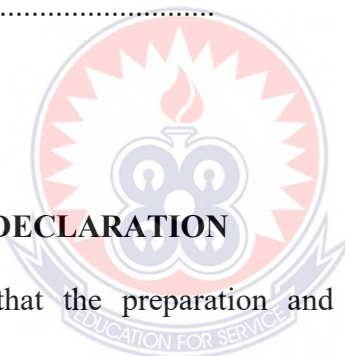 ................................................
DECLARATION
that the preparation and
EDUCATION FOR SERVICE